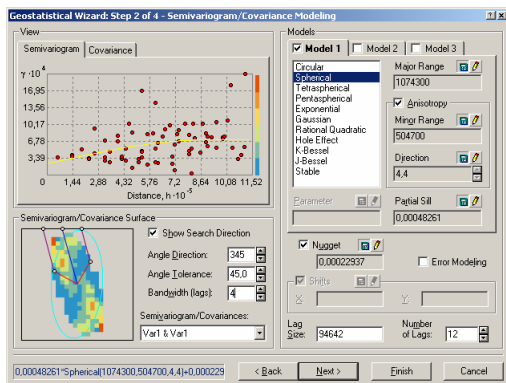 Geostatistical Wizard: Step 2 of 4 - Semivariogram/Covariance Modeling
View
Semivariogram
Covariance
γ·10⁴
16,95
13,56
10,17
6,78
3,39
0 1,44 2,88 4,32 5,76 7,2 8,64 10,08 11,52
Distance, h·10⁻⁵
Semivariogram/Covariance Surface
Show Search Direction
Angle Direction: 345
Angle Tolerance: 45,0
Bandwidth (lags): 4
Semivariogram/Covariances:
Var1 & Var1
Models
Model 1
Model 2
Model 3
Circular
Spherical
Tetraspherical
Pentaspherical
Exponential
Gaussian
Rational Quadratic
Hole Effect
K-Bessel
J-Bessel
Stable
Major Range
1074300
Anisotropy
Minor Range
504700
Direction
4,4
Parameter
Partial Sill
0,00048261
Nugget
0,00022937
Error Modeling
Shifts
X:
Y:
Lag Size: 94642
Number of Lags: 12
0,00048261*Spherical(1074300,504700,4,4)+0,000229
< Back
Next >
Finish
Cancel